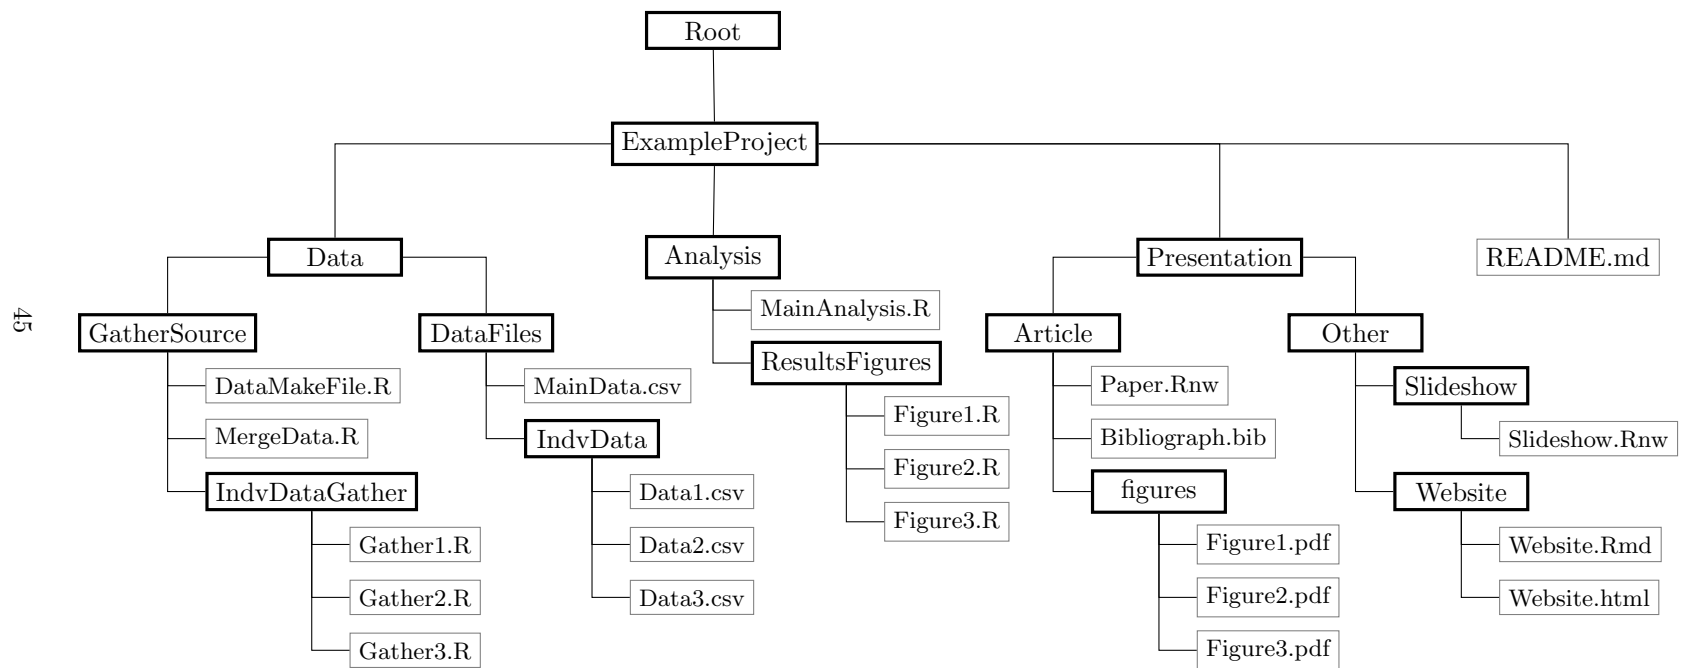 Root
ExampleProject
Data
Analysis
Presentation
README.md
GatherSource
DataFiles
MainAnalysis.R
Article
Other
ResultsFigures
DataMakeFile.R
MainData.csv
Paper.Rnw
Slideshow
Figure1.R
MergeData.R
IndvData
Bibliograph.bib
Slideshow.Rnw
Figure2.R
IndvDataGather
Data1.csv
figures
Website
Figure3.R
Gather1.R
Data2.csv
Figure1.pdf
Website.Rmd
Gather2.R
Data3.csv
Figure2.pdf
Website.html
Gather3.R
Figure3.pdf
45